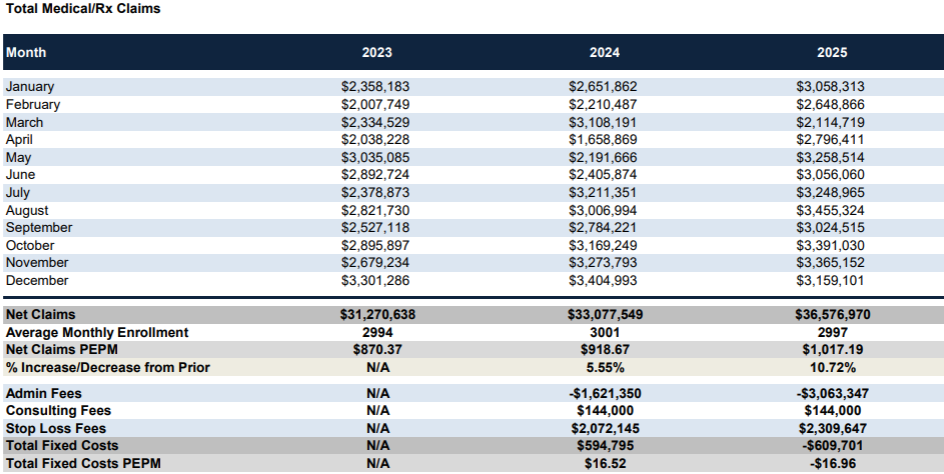 Total Medical/Rx Claims
Month 2023 2024 2025
January $2,358,183 $2,651,862 $3,058,313
February $2,007,749 $2,210,487 $2,648,866
March $2,334,529 $3,108,191 $2,114,719
April $2,038,228 $1,658,869 $2,796,411
May $3,035,085 $2,191,666 $3,258,514
June $2,892,724 $2,405,874 $3,056,060
July $2,378,873 $3,211,351 $3,248,965
August $2,821,730 $3,006,994 $3,455,324
September $2,527,118 $2,784,221 $3,024,515
October $2,895,897 $3,169,249 $3,391,030
November $2,679,234 $3,273,793 $3,365,152
December $3,301,286 $3,404,993 $3,159,101
Net Claims $31,270,638 $33,077,549 $36,576,970
Average Monthly Enrollment 2994 3001 2997
Net Claims PEPM $870.37 $918.67 $1,017.19
% Increase/Decrease from Prior N/A 5.55% 10.72%
Admin Fees N/A -$1,621,350 -$3,063,347
Consulting Fees N/A $144,000 $144,000
Stop Loss Fees N/A $2,072,145 $2,309,647
Total Fixed Costs N/A $594,795 -$609,701
Total Fixed Costs PEPM N/A $16.52 -$16.96